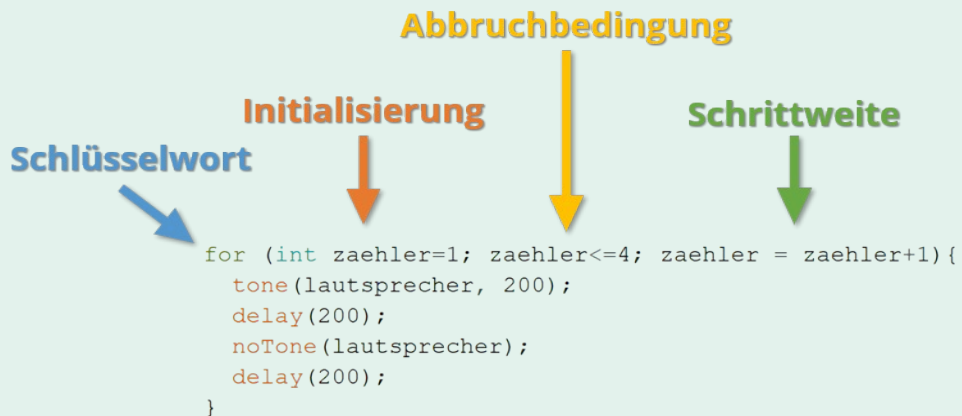 Abbruchbedingung
Initialisierung
Schrittweite
Schlüsselwort
for (int zaehler=1; zaehler<=4; zaehler = zaehler+1){
tone(lautsprecher, 200);
delay(200);
noTone(lautsprecher);
delay(200);
}